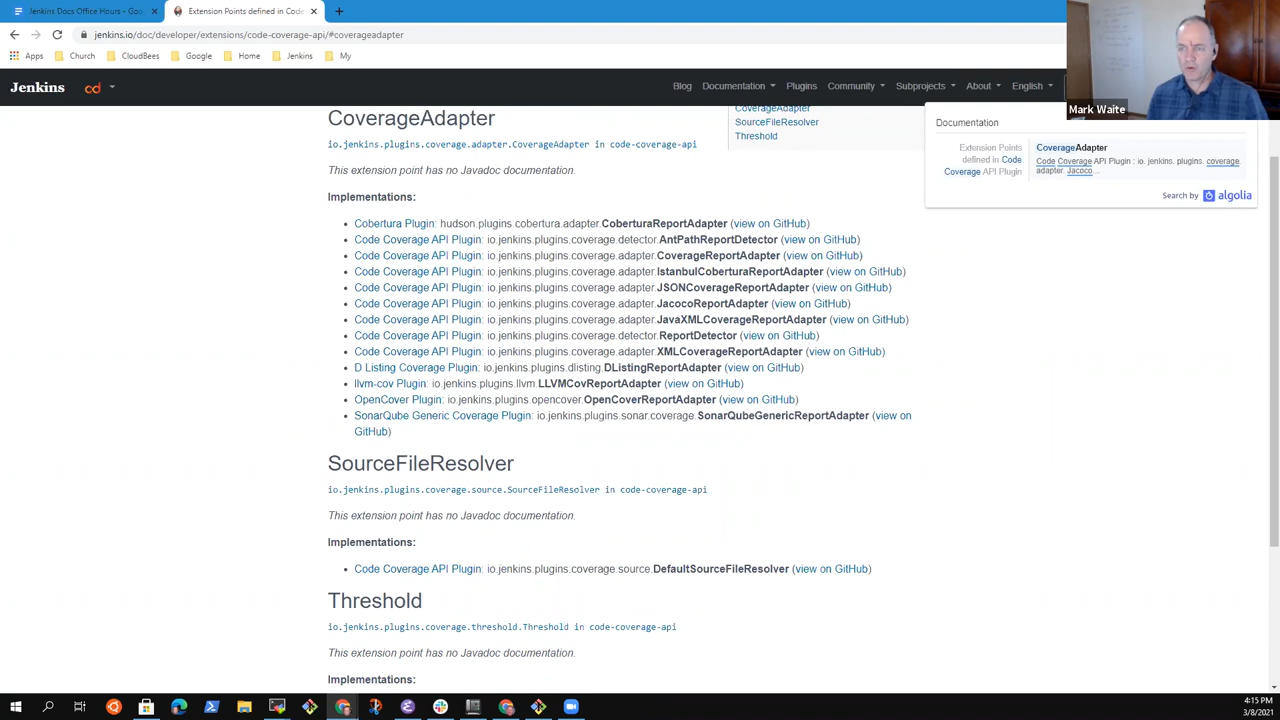 Jenkins Docs Office Hours - Goo
Extension Points defined in Code
jenkins.io/doc/developer/extensions/code-coverage-api/#coverageadapter
Apps
Church
CloudBees
Google
Home
Jenkins
My
Jenkins
cd
Blog
Documentation
Plugins
Community
Subprojects
About
English
Mark Waite
CoverageAdapter
io.jenkins.plugins.coverage.adapter.CoverageAdapter in code-coverage-api
This extension point has no Javadoc documentation.
Implementations:
Cobertura Plugin: hudson.plugins.cobertura.adapter.CoberturaReportAdapter (view on GitHub)
Code Coverage API Plugin: io.jenkins.plugins.coverage.detector.AntPathReportDetector (view on GitHub)
Code Coverage API Plugin: io.jenkins.plugins.coverage.adapter.CoverageReportAdapter (view on GitHub)
Code Coverage API Plugin: io.jenkins.plugins.coverage.adapter.IstanbulCoberturaReportAdapter (view on GitHub)
Code Coverage API Plugin: io.jenkins.plugins.coverage.adapter.JSONCoverageReportAdapter (view on GitHub)
Code Coverage API Plugin: io.jenkins.plugins.coverage.adapter.JacocoReportAdapter (view on GitHub)
Code Coverage API Plugin: io.jenkins.plugins.coverage.adapter.JavaXMLCoverageReportAdapter (view on GitHub)
Code Coverage API Plugin: io.jenkins.plugins.coverage.detector.ReportDetector (view on GitHub)
Code Coverage API Plugin: io.jenkins.plugins.coverage.adapter.XMLCoverageReportAdapter (view on GitHub)
D Listing Coverage Plugin: io.jenkins.plugins.dlisting.DListingReportAdapter (view on GitHub)
llvm-cov Plugin: io.jenkins.plugins.llvm.LLVMCovReportAdapter (view on GitHub)
OpenCover Plugin: io.jenkins.plugins.opencover.OpenCoverReportAdapter (view on GitHub)
SonarQube Generic Coverage Plugin: io.jenkins.plugins.sonar.coverage.SonarQubeGenericReportAdapter (view on
GitHub)
SourceFileResolver
io.jenkins.plugins.coverage.source.SourceFileResolver in code-coverage-api
This extension point has no Javadoc documentation.
Implementations:
Code Coverage API Plugin: io.jenkins.plugins.coverage.source.DefaultSourceFileResolver (view on GitHub)
Threshold
io.jenkins.plugins.coverage.threshold.Threshold in code-coverage-api
This extension point has no Javadoc documentation.
Implementations:
CoverageAdapter
SourceFileResolver
Threshold
Documentation
Extension Points
defined in Code
Coverage API Plugin
CoverageAdapter
Code Coverage API Plugin : io. jenkins. plugins. coverage.
adapter. Jacoco...
Search by algolia
4:15 PM
3/8/2021